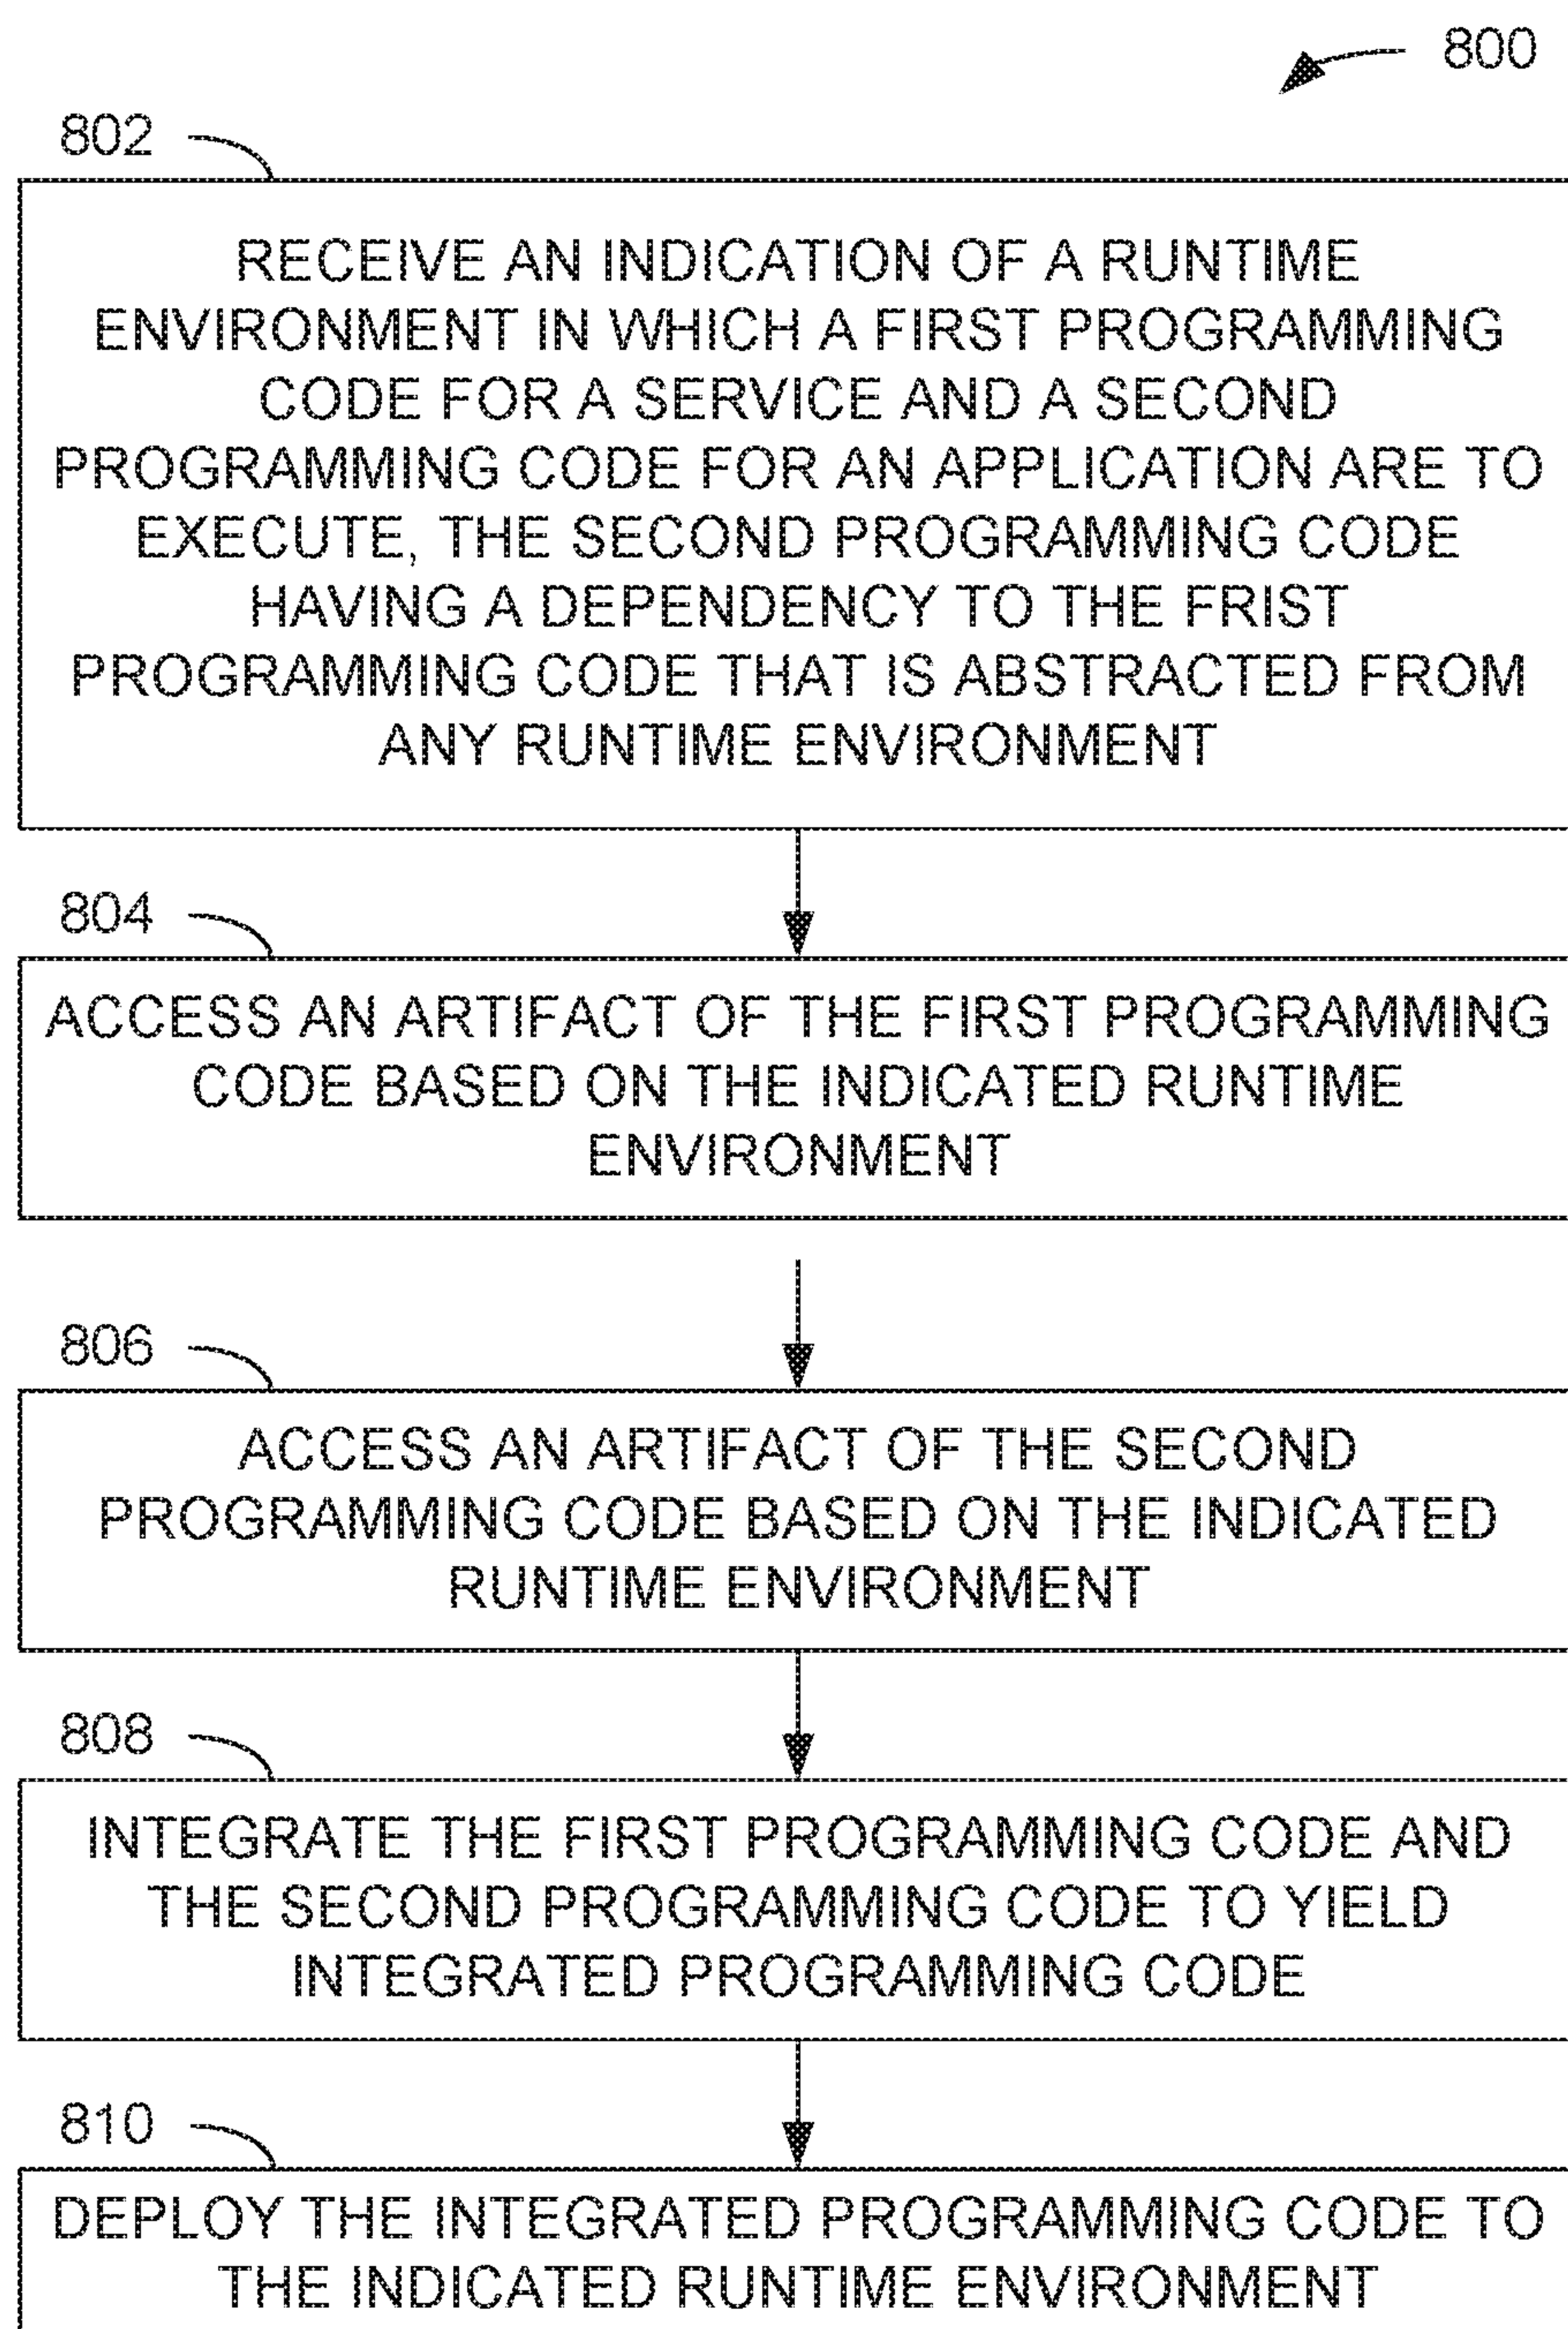 800
802
RECEIVE AN INDICATION OF A RUNTIME
ENVIRONMENT IN WHICH A FIRST PROGRAMMING
CODE FOR A SERVICE AND A SECOND
PROGRAMMING CODE FOR AN APPLICATION ARE TO
EXECUTE, THE SECOND PROGRAMMING CODE
HAVING A DEPENDENCY TO THE FRIST
PROGRAMMING CODE THAT IS ABSTRACTED FROM
ANY RUNTIME ENVIRONMENT
804
ACCESS AN ARTIFACT OF THE FIRST PROGRAMMING
CODE BASED ON THE INDICATED RUNTIME
ENVIRONMENT
806
ACCESS AN ARTIFACT OF THE SECOND
PROGRAMMING CODE BASED ON THE INDICATED
RUNTIME ENVIRONMENT
808
INTEGRATE THE FIRST PROGRAMMING CODE AND
THE SECOND PROGRAMMING CODE TO YIELD
INTEGRATED PROGRAMMING CODE
810
DEPLOY THE INTEGRATED PROGRAMMING CODE TO
THE INDICATED RUNTIME ENVIRONMENT